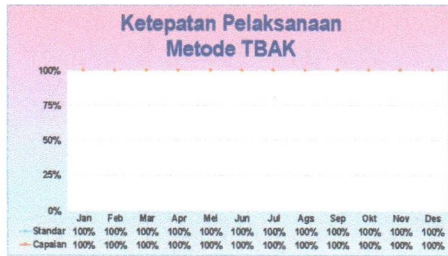 Ketepatan Pelaksanaan
Metode TBAK
100%
75%
50%
25%
0%
Jan Feb Mar Apr Mei Jun Jul Ags Sep Okt Nov Des
Standar 100% 100% 100% 100% 100% 100% 100% 100% 100% 100% 100% 100%
Capaian 100% 100% 100% 100% 100% 100% 100% 100% 100% 100% 100% 100%